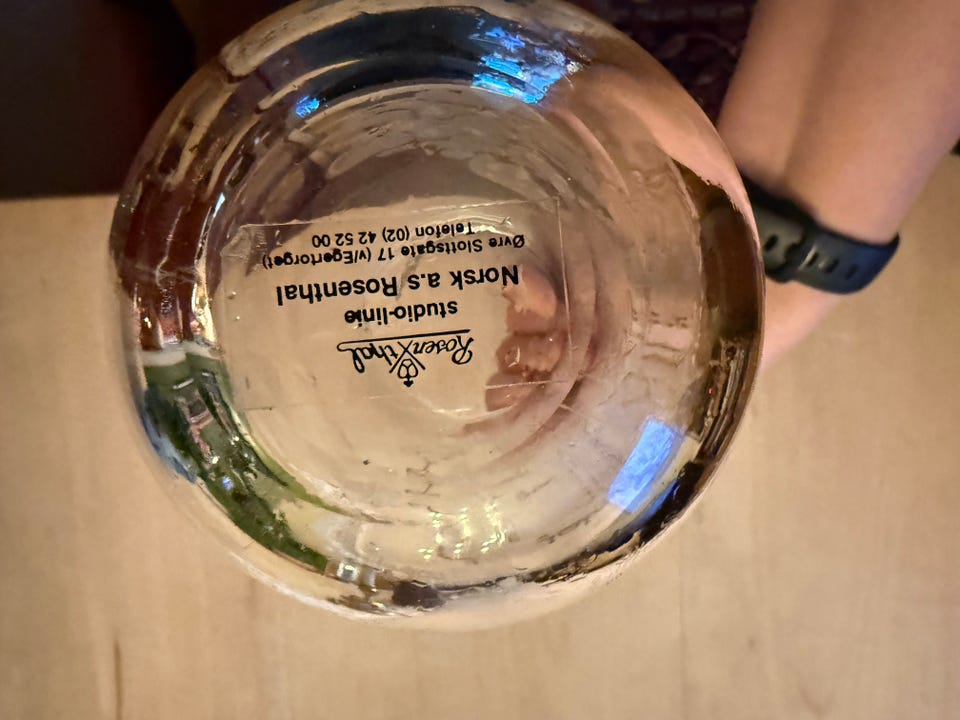 Rosenthal
studio-linie
Norsk a.s Rosenthal
Øvre Slottsgate 17 (v/Egertorget)
Telefon (02) 42 52 00